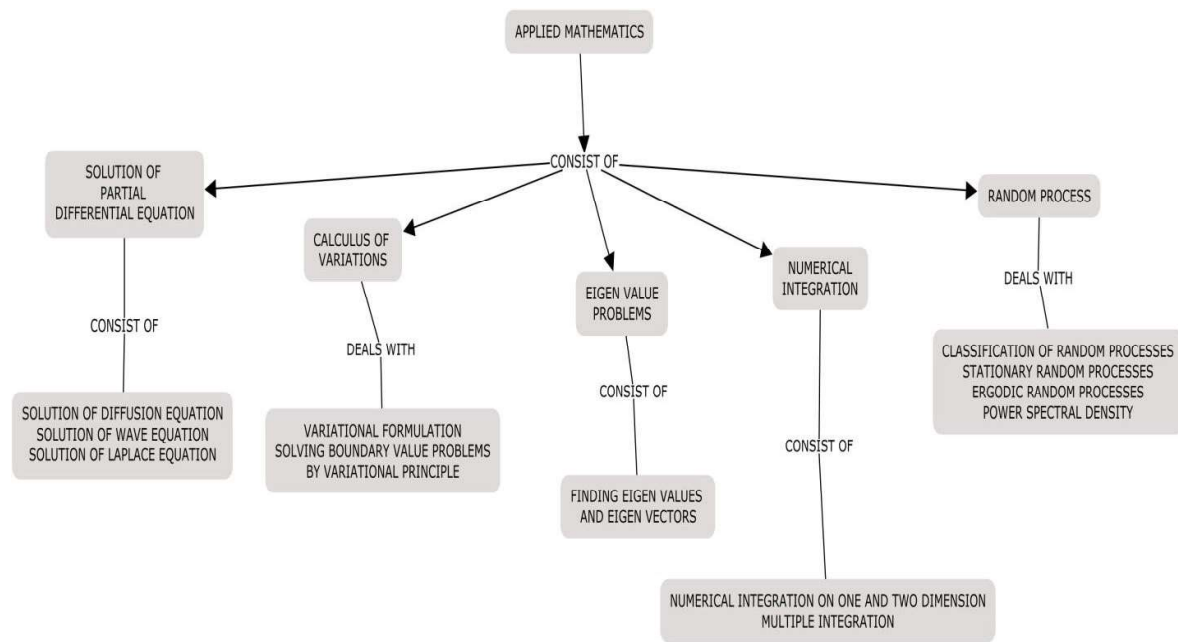 APPLIED MATHEMATICS
CONSIST OF
SOLUTION OF
PARTIAL
DIFFERENTIAL EQUATION
CONSIST OF
SOLUTION OF DIFFUSION EQUATION
SOLUTION OF WAVE EQUATION
SOLUTION OF LAPLACE EQUATION
CALCULUS OF
VARIATIONS
DEALS WITH
VARIATIONAL FORMULATION
SOLVING BOUNDARY VALUE PROBLEMS
BY VARIATIONAL PRINCIPLE
EIGEN VALUE
PROBLEMS
CONSIST OF
FINDING EIGEN VALUES
AND EIGEN VECTORS
NUMERICAL
INTEGRATION
CONSIST OF
NUMERICAL INTEGRATION ON ONE AND TWO DIMENSION
MULTIPLE INTEGRATION
RANDOM PROCESS
DEALS WITH
CLASSIFICATION OF RANDOM PROCESSES
STATIONARY RANDOM PROCESSES
ERGODIC RANDOM PROCESSES
POWER SPECTRAL DENSITY